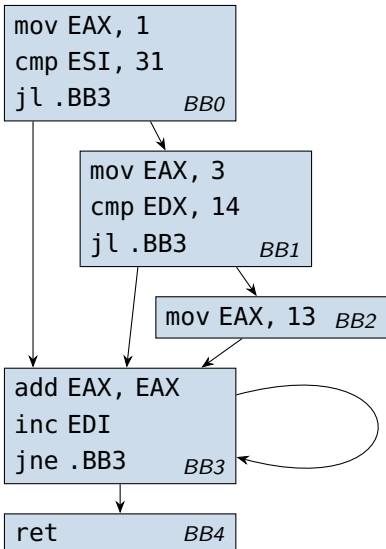 mov EAX, 1
cmp ESI, 31
jl .BB3 BB0
mov EAX, 3
cmp EDX, 14
jl .BB3 BB1
mov EAX, 13 BB2
add EAX, EAX
inc EDI
jne .BB3 BB3
ret BB4